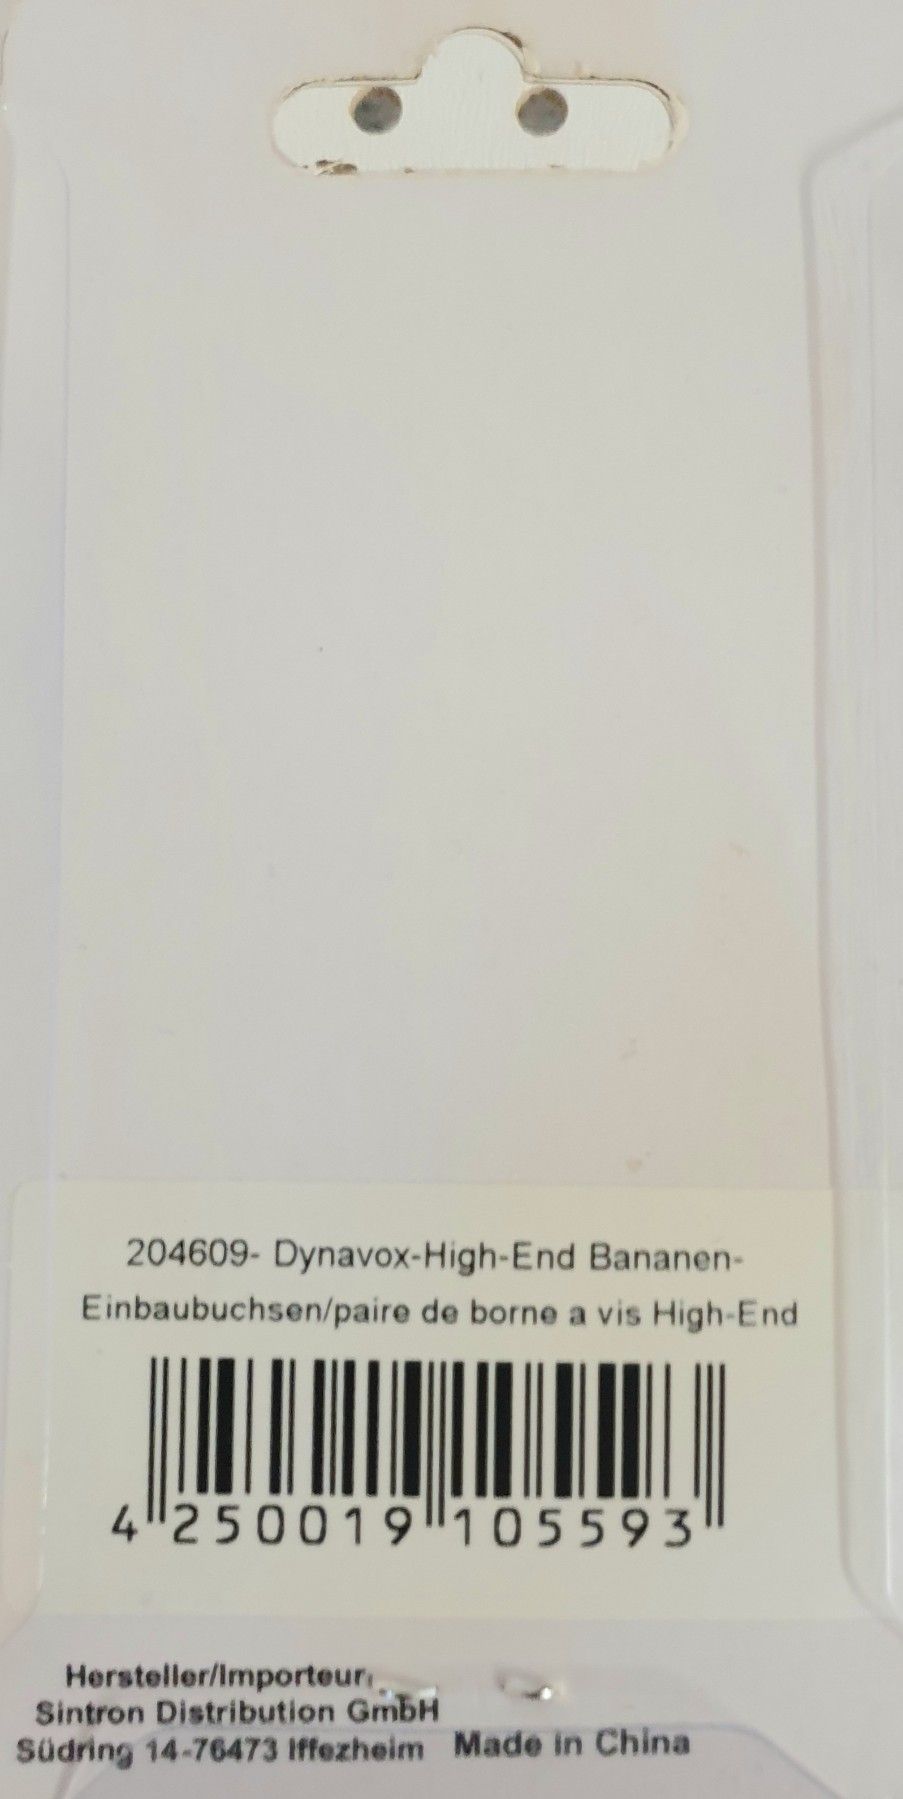 204609- Dynavox-High-End Bananen-
Einbaubuchsen/paire de borne a vis High-End
4 250019 105593
Hersteller/Importeur:
Sintron Distribution GmbH
Südring 14-76473 Iffezheim Made in China